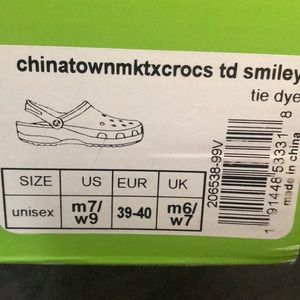 chinatownmktxcrocs td smiley
tie dye
SIZE US EUR UK
unisex m7/w9 39-40 m6/w7
206538-99V
1 91448 53331 8
made in china